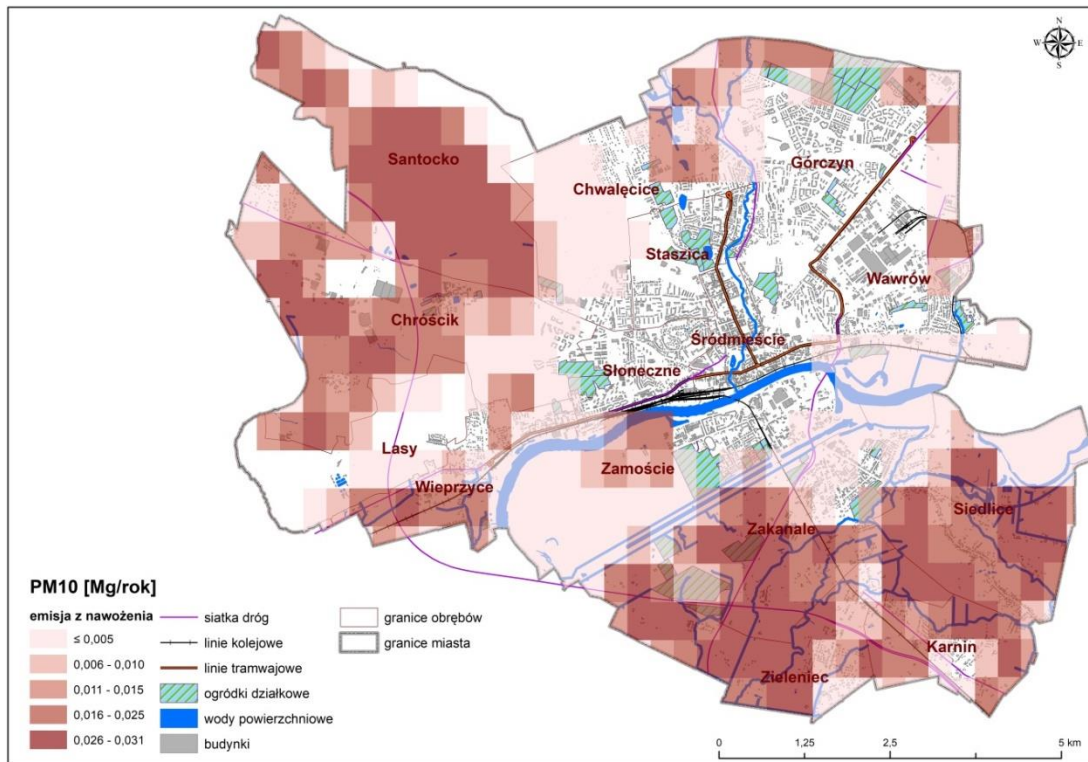 N
W
E
S
Santocko
Górczyn
Chwalęcice
Staszica
Wawrów
Chróścik
Śródmieście
Słoneczne
Lasy
Zamoście
Wieprzyce
Siedlice
Zakanale
Karnin
Zieleniec
PM10 [Mg/rok]
emisja z nawożenia
≤ 0,005
0,006 - 0,010
0,011 - 0,015
0,016 - 0,025
0,026 - 0,031
siatka dróg
linie kolejowe
linie tramwajowe
ogródki działkowe
wody powierzchniowe
budynki
granice obrębów
granice miasta
0 1,25 2,5 5 km